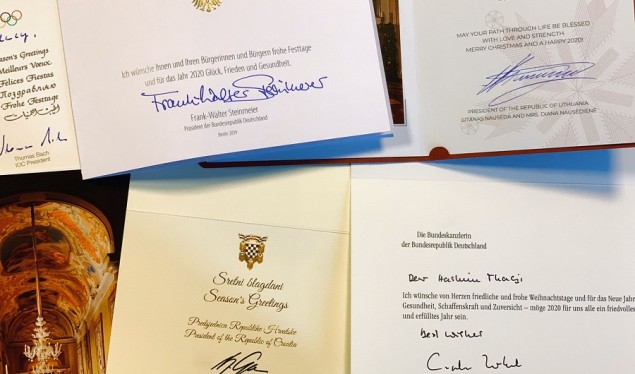 Season's Greetings
Meilleurs Vœux
Felices Fiestas
Поздравляю
Frohe Festtage
Thomas Bach
IOC President
Ich wünsche Ihnen und Ihren Bürgerinnen und Bürgern frohe Festtage
und für das Jahr 2020 Glück, Frieden und Gesundheit.
Frank-Walter Steinmeier
Frank-Walter Steinmeier
Präsident der Bundesrepublik Deutschland
Berlin 2019
MAY YOUR PATH THROUGH LIFE BE BLESSED
WITH LOVE AND STRENGTH.
MERRY CHRISTMAS AND A HAPPY 2020!
PRESIDENT OF THE REPUBLIC OF LITHUANIA
GITANAS NAUSĖDA AND MRS. DIANA NAUSĖDIENĖ
Sretni blagdani
Season's Greetings
Predsjednica Republike Hrvatske
President of the Republic of Croatia
Die Bundeskanzlerin
der Bundesrepublik Deutschland
Dear Hashim Thaçi
Ich wünsche von Herzen friedliche und frohe Weihnachtstage und für das Neue Jahr
Gesundheit, Schaffenskraft und Zuversicht – möge 2020 für uns alle ein friedvolles
und erfülltes Jahr sein.
Best wishes